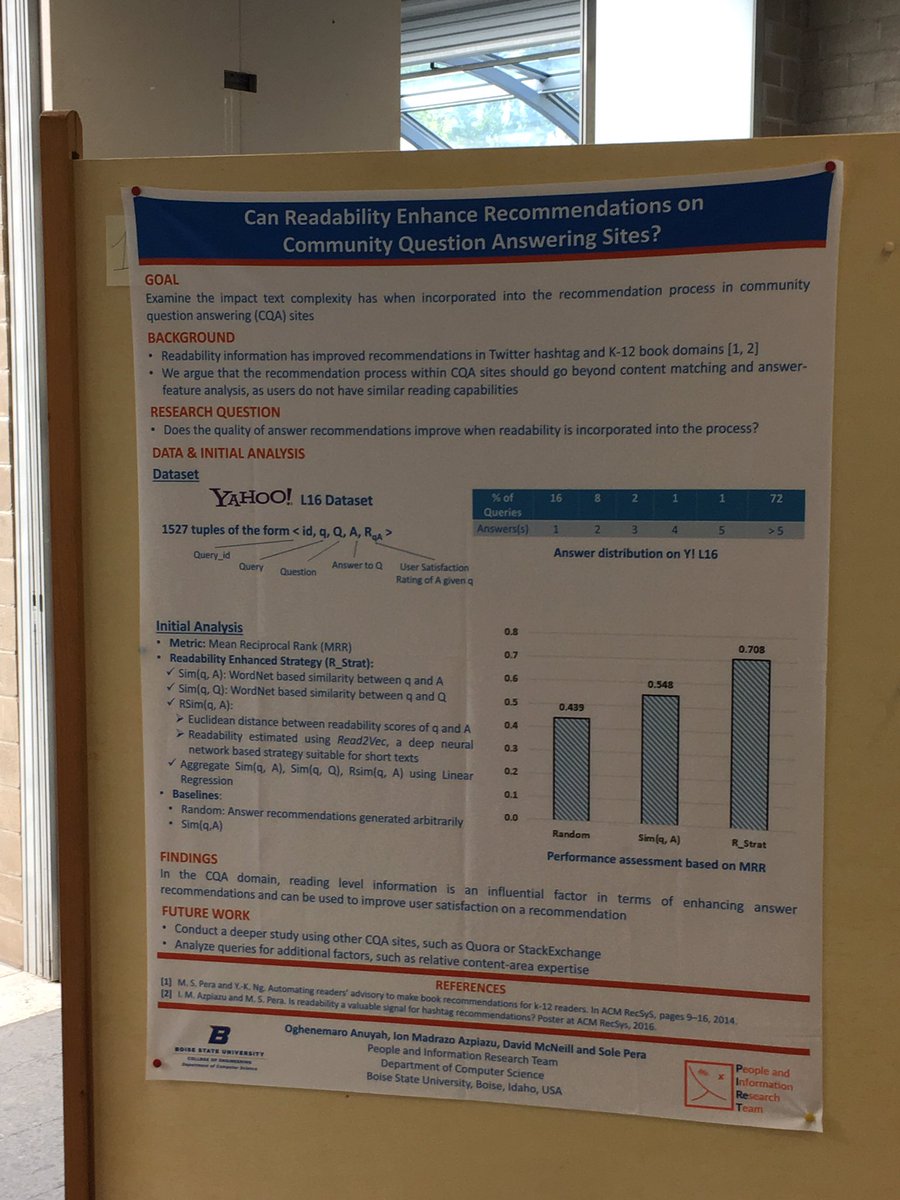 Can Readability Enhance Recommendations on
Community Question Answering Sites?
GOAL
Examine the impact text complexity has when incorporated into the recommendation process in community
question answering (CQA) sites
BACKGROUND
• Readability information has improved recommendations in Twitter hashtag and K-12 book domains [1, 2]
• We argue that the recommendation process within CQA sites should go beyond content matching and answer-
feature analysis, as users do not have similar reading capabilities
RESEARCH QUESTION
• Does the quality of answer recommendations improve when readability is incorporated into the process?
DATA & INITIAL ANALYSIS
Dataset
YAHOO! L16 Dataset
1527 tuples of the form < id, q, Q, A, RqA >
Query_id
Query
Question
Answer to Q
User Satisfaction
Rating of A given q
% of Queries 16 8 2 1 1 72
Answers(s) 1 2 3 4 5 > 5
Answer distribution on Y! L16
Initial Analysis
• Metric: Mean Reciprocal Rank (MRR)
• Readability Enhanced Strategy (R_Strat):
✓ Sim(q, A): WordNet based similarity between q and A
✓ Sim(q, Q): WordNet based similarity between q and Q
✓ RSim(q, A):
➢ Euclidean distance between readability scores of q and A
➢ Readability estimated using Read2Vec, a deep neural
network based strategy suitable for short texts
✓ Aggregate Sim(q, A), Sim(q, Q), Rsim(q, A) using Linear
Regression
• Baselines:
• Random: Answer recommendations generated arbitrarily
• Sim(q,A)
0.8
0.7
0.6
0.5
0.4
0.3
0.2
0.1
0.0
0.439
0.548
0.708
Random
Sim(q, A)
R_Strat
Performance assessment based on MRR
FINDINGS
In the CQA domain, reading level information is an influential factor in terms of enhancing answer
recommendations and can be used to improve user satisfaction on a recommendation
FUTURE WORK
• Conduct a deeper study using other CQA sites, such as Quora or StackExchange
• Analyze queries for additional factors, such as relative content-area expertise
REFERENCES
[1] M. S. Pera and Y.-K. Ng. Automating readers' advisory to make book recommendations for k-12 readers. In ACM RecSyS, pages 9–16, 2014.
[2] I. M. Azpiazu and M. S. Pera. Is readability a valuable signal for hashtag recommendations? Poster at ACM RecSys, 2016.
B
BOISE STATE UNIVERSITY
COLLEGE OF ENGINEERING
Department of Computer Science
Oghenemaro Anuyah, Ion Madrazo Azpiazu, David McNeill and Sole Pera
People and Information Research Team
Department of Computer Science
Boise State University, Boise, Idaho, USA
People and
Information
Research
Team